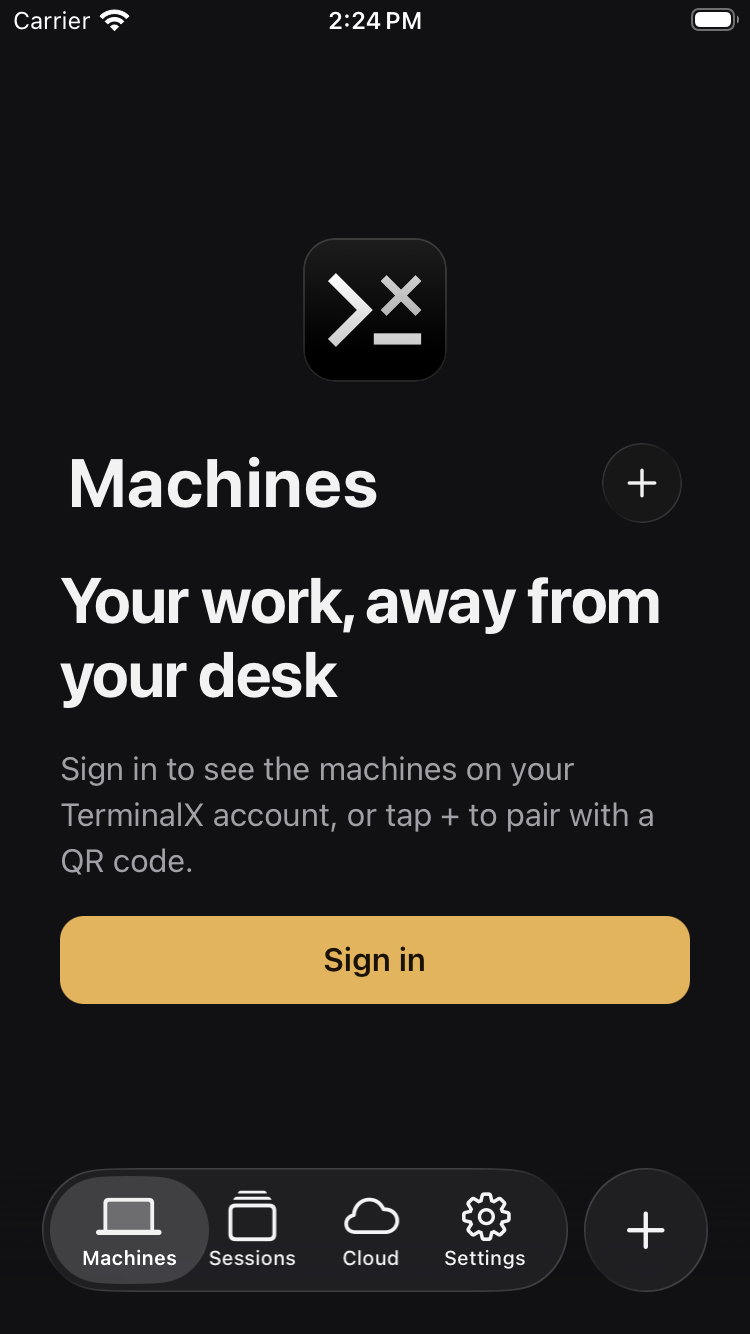 Carrier 2:24 PM
Machines
Your work, away from
your desk
Sign in to see the machines on your
TerminalX account, or tap + to pair with a
QR code.
Sign in
Machines Sessions Cloud Settings